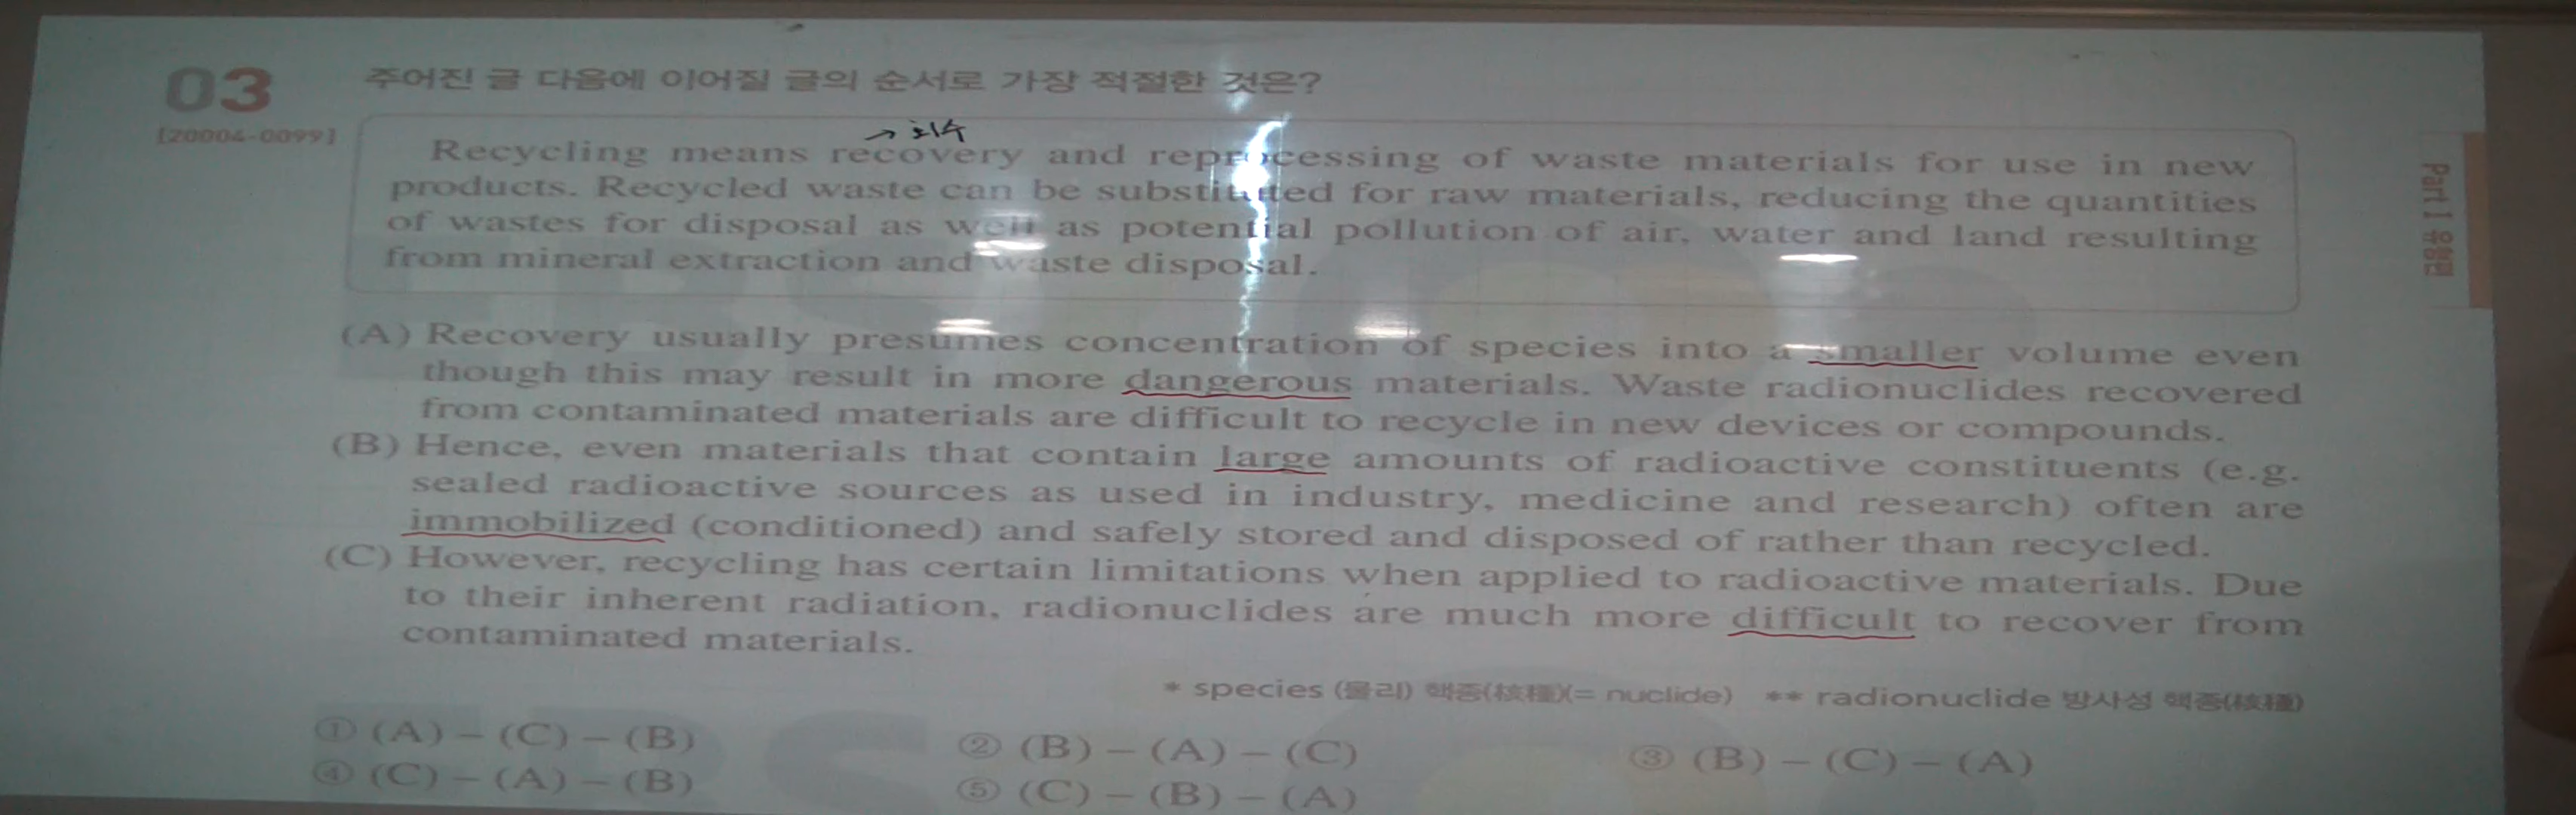 03
주어진 글 다음에 이어질 글의 순서로 가장 적절한 것은?
[20004-0099]
→ 회수
Recycling means recovery and reprocessing of waste materials for use in new
products. Recycled waste can be substituted for raw materials, reducing the quantities
of wastes for disposal as well as potential pollution of air, water and land resulting
from mineral extraction and waste disposal.
(A) Recovery usually presumes concentration of species into a smaller volume even
though this may result in more dangerous materials. Waste radionuclides recovered
from contaminated materials are difficult to recycle in new devices or compounds.
(B) Hence, even materials that contain large amounts of radioactive constituents (e.g.
sealed radioactive sources as used in industry, medicine and research) often are
immobilized (conditioned) and safely stored and disposed of rather than recycled.
(C) However, recycling has certain limitations when applied to radioactive materials. Due
to their inherent radiation, radionuclides are much more difficult to recover from
contaminated materials.
* species (물리) 핵종(核種)(= nuclide) ** radionuclide 방사성 핵종(核種)
① (A) – (C) – (B) ② (B) – (A) – (C) ③ (B) – (C) – (A)
④ (C) – (A) – (B) ⑤ (C) – (B) – (A)
Part 1 유형편